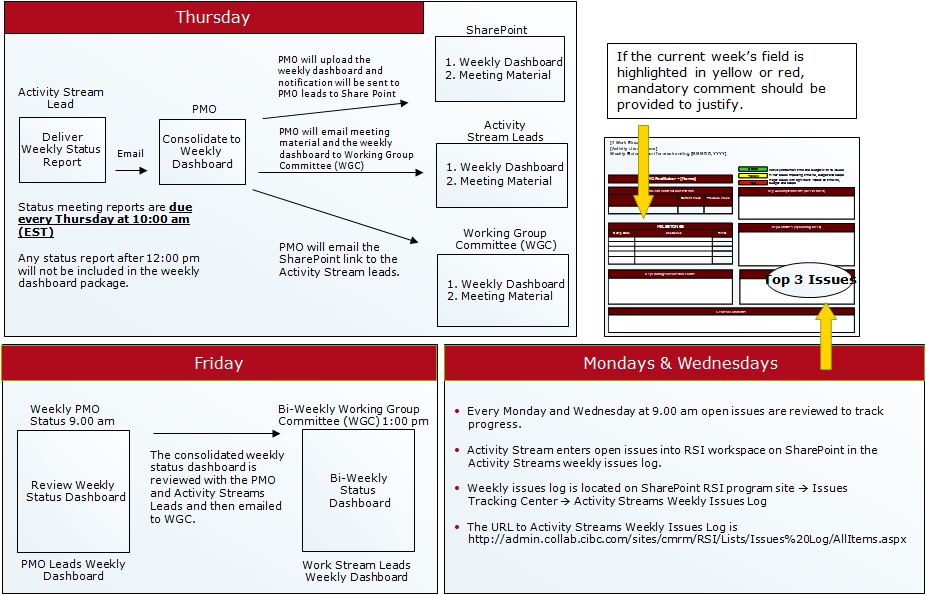 Thursday
SharePoint
1. Weekly Dashboard
2. Meeting Material
PMO will upload the
weekly dashboard and
notification will be sent to
PMO leads to Share Point
Activity Stream
Lead
PMO
Deliver
Weekly Status
Report
Email
Consolidate to
Weekly
Dashboard
PMO will email meeting
material and the weekly
dashboard to Working Group
Committee (WGC)
Activity
Stream Leads
1. Weekly Dashboard
2. Meeting Material
Status meeting reports are due
every Thursday at 10:00 am
(EST)
Any status report after 12:00 pm
will not be included in the weekly
dashboard package.
PMO will email the
SharePoint link to the
Activity Stream leads.
Working Group
Committee (WGC)
1. Weekly Dashboard
2. Meeting Material
If the current week's field is
highlighted in yellow or red,
mandatory comment should be
provided to justify.
Top 3 Issues
Friday
Weekly PMO
Status 9.00 am
Review Weekly
Status Dashboard
PMO Leads Weekly
Dashboard
The consolidated weekly
status dashboard is
reviewed with the PMO
and Activity Streams
Leads and then emailed
to WGC.
Bi-Weekly Working Group
Committee (WGC) 1:00 pm
Bi-Weekly
Status
Dashboard
Work Stream Leads
Weekly Dashboard
Mondays & Wednesdays
• Every Monday and Wednesday at 9.00 am open issues are reviewed to track
progress.
• Activity Stream enters open issues into RSI workspace on SharePoint in the
Activity Streams weekly issues log.
• Weekly issues log is located on SharePoint RSI program site → Issues
Tracking Center → Activity Streams Weekly Issues Log
• The URL to Activity Streams Weekly Issues Log is
http://admin.collab.cibc.com/sites/cmrm/RSI/Lists/Issues%20Log/AllItems.aspx